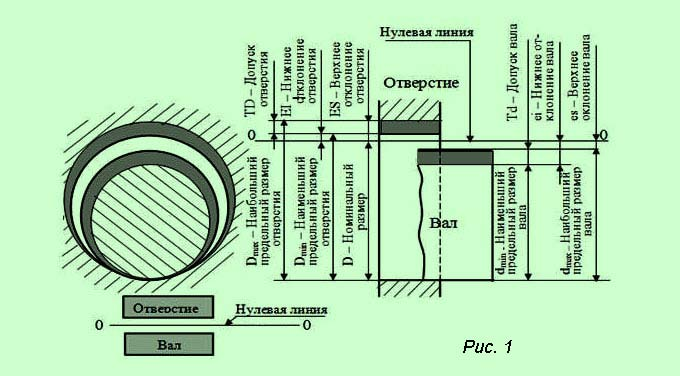 Нулевая линия
TD – Допуск
отверстия
EI – Нижнее
отклонение
отверстия
ES – Верхнее
отклонение
отверстия
Отверстие
Td – Допуск вала
ei – Нижнее от-
клонение вала
es – Верхнее
оклонение вала
0
0
Dmax – Наибольший
предельный размер
отверстия
Dmin – Наименьший
предельный размер
отверстия
D – Номинальный
размер
Вал
dmin – Наименьший
предельный размер
вала
dmax – Наибольший
предельный размер
вала
Отверстие
Нулевая линия
0
0
Вал
Рис. 1